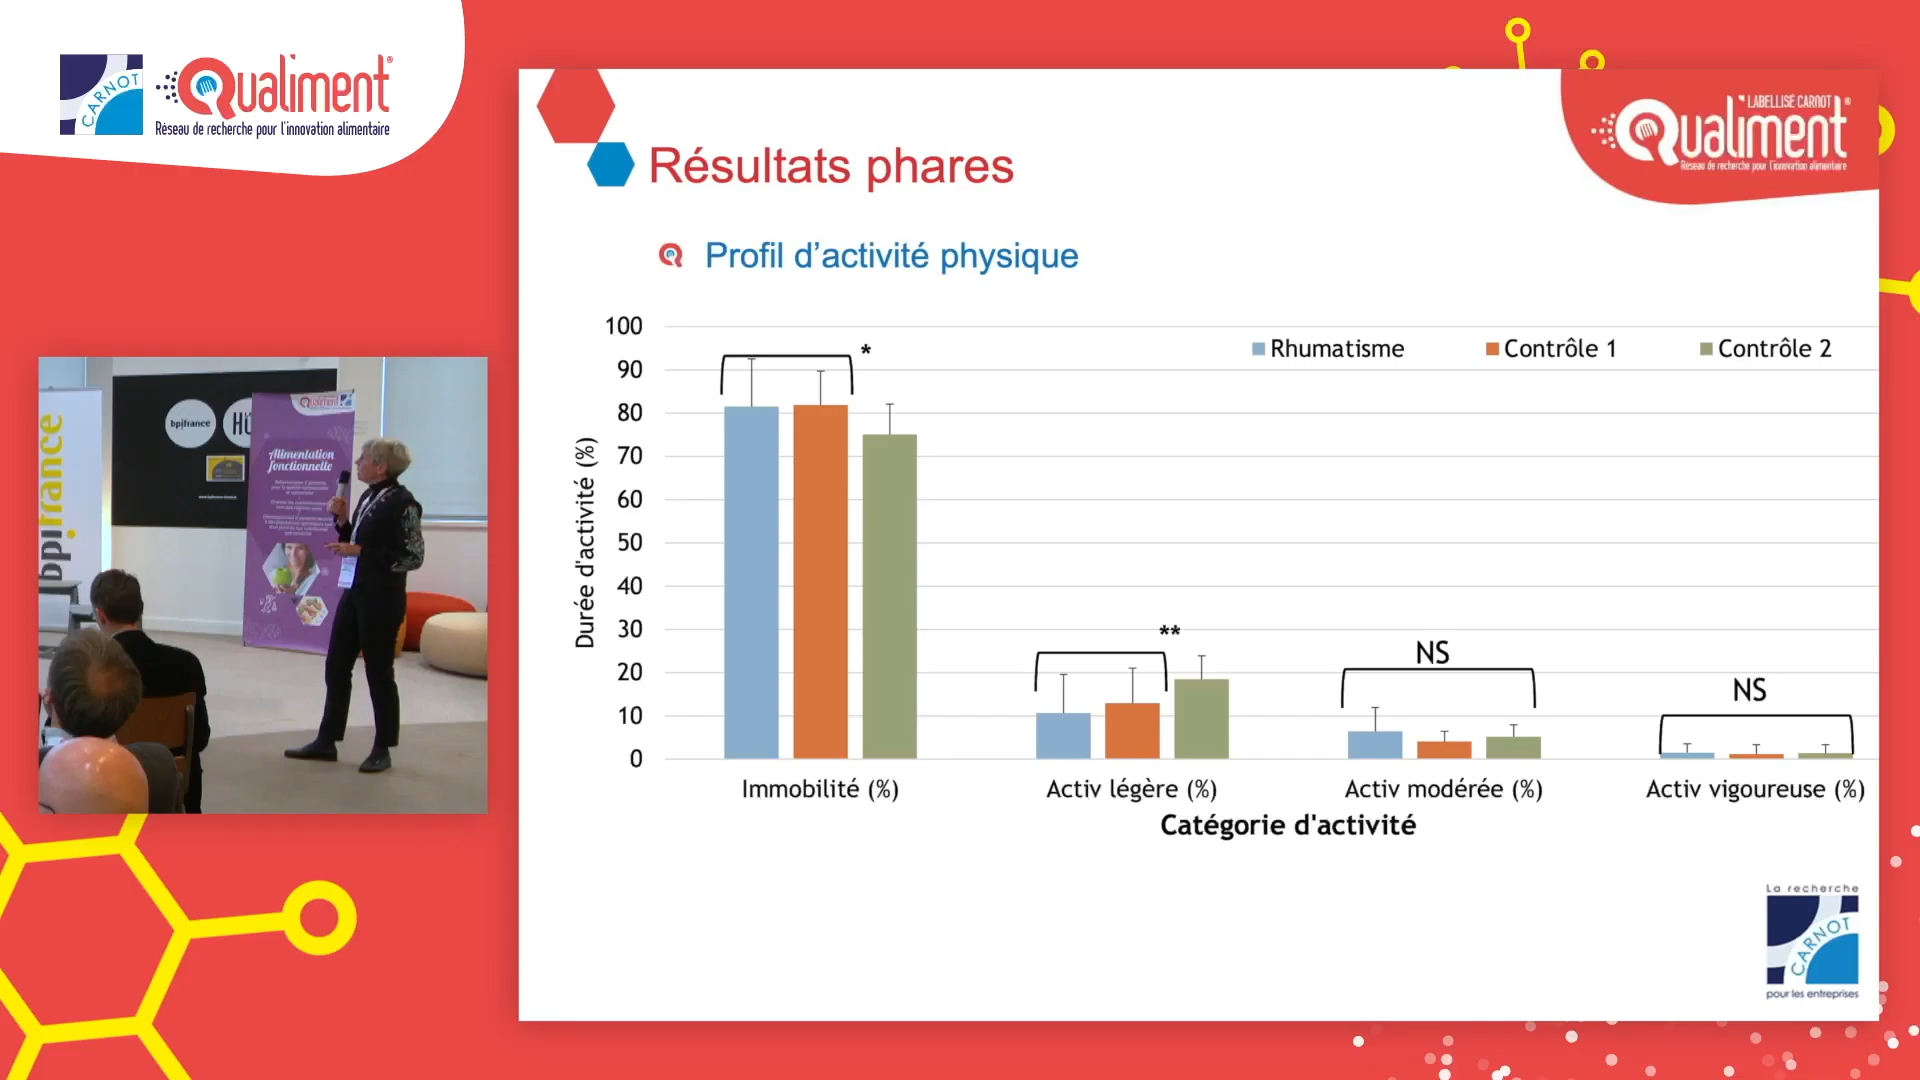 CARNOT
Qualiment®
Réseau de recherche pour l'innovation alimentaire
LABELLISÉ CARNOT
Qualiment®
Réseau de recherche pour l'innovation alimentaire
Résultats phares
Profil d'activité physique
Rhumatisme
Contrôle 1
Contrôle 2
Durée d'activité (%)
100
90
80
70
60
50
40
30
20
10
0
*
**
NS
NS
Immobilité (%)
Activ légère (%)
Activ modérée (%)
Activ vigoureuse (%)
Catégorie d'activité
bpifrance
bpifrance
Qualiment
Alimentation
fonctionnelle
La recherche
CARNOT
pour les entreprises